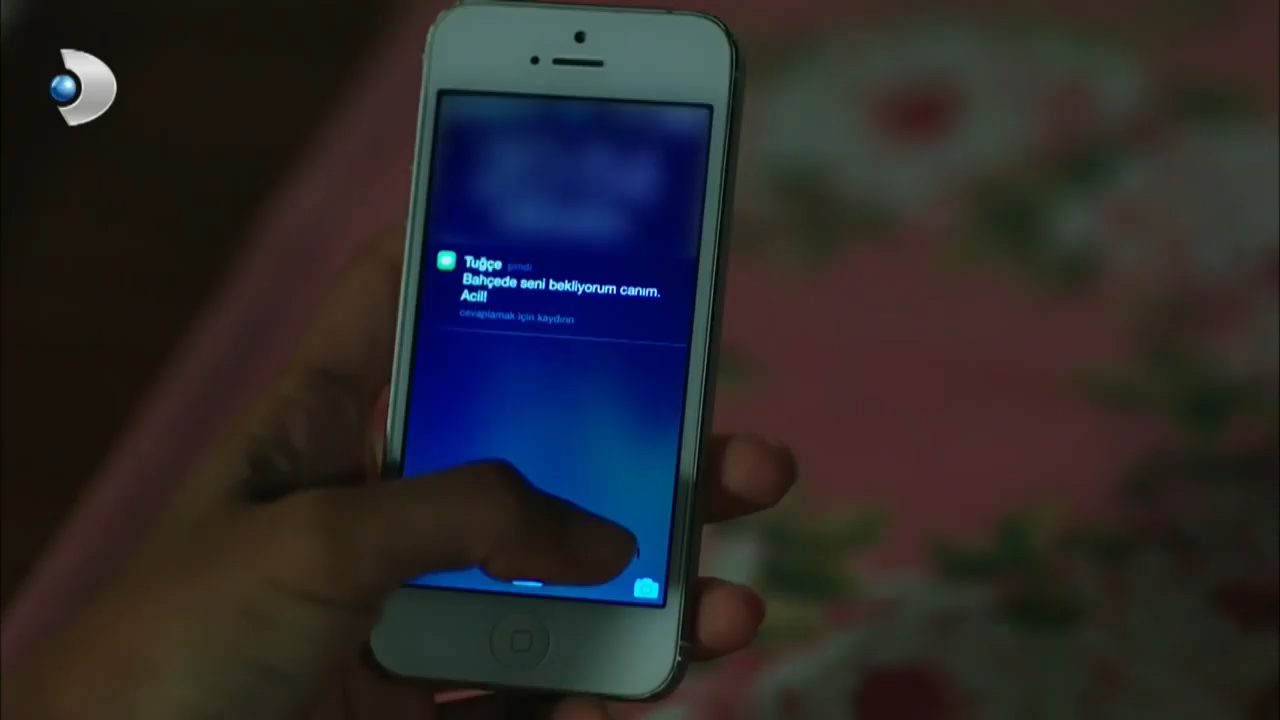 Tuğçe şimdi
Bahçede seni bekliyorum canım.
Acil!
cevaplamak için kaydırın